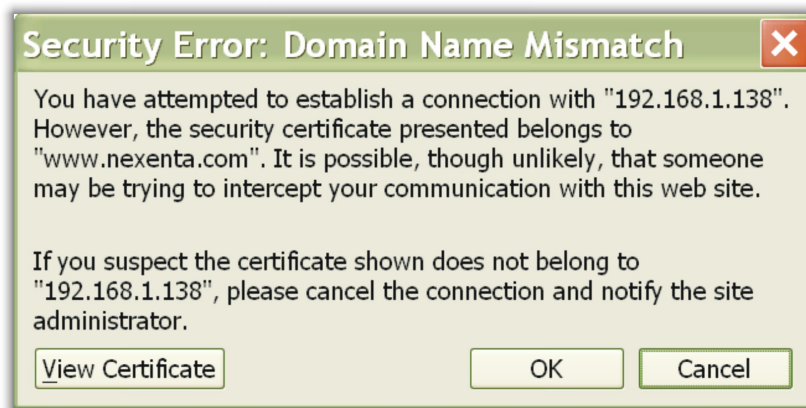 Security Error: Domain Name Mismatch
You have attempted to establish a connection with "192.168.1.138".
However, the security certificate presented belongs to
"www.nexenta.com". It is possible, though unlikely, that someone
may be trying to intercept your communication with this web site.
If you suspect the certificate shown does not belong to
"192.168.1.138", please cancel the connection and notify the site
administrator.
View Certificate OK Cancel